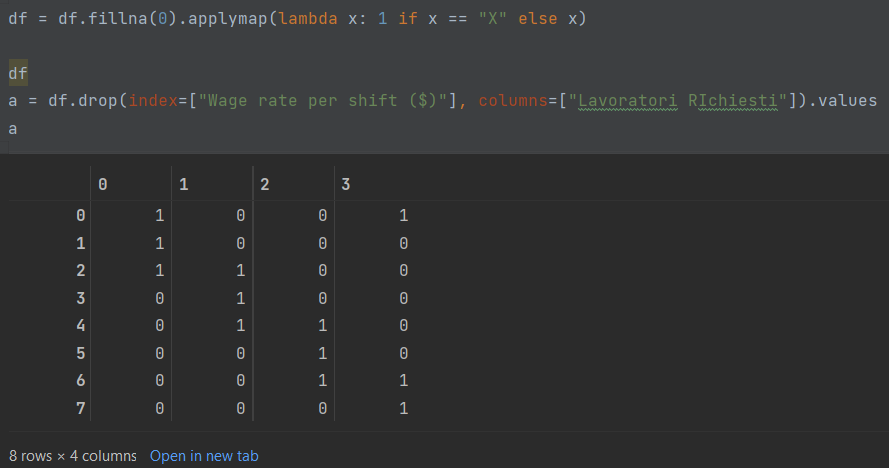 df = df.fillna(0).applymap(lambda x: 1 if x == "X" else x)
df
a = df.drop(index=["Wage rate per shift ($)"], columns=["Lavoratori RIchiesti"]).values
a
0 1 2 3
0 1 0 0 1
1 1 0 0 0
2 1 1 0 0
3 0 1 0 0
4 0 1 1 0
5 0 0 1 0
6 0 0 1 1
7 0 0 0 1
8 rows × 4 columns Open in new tab